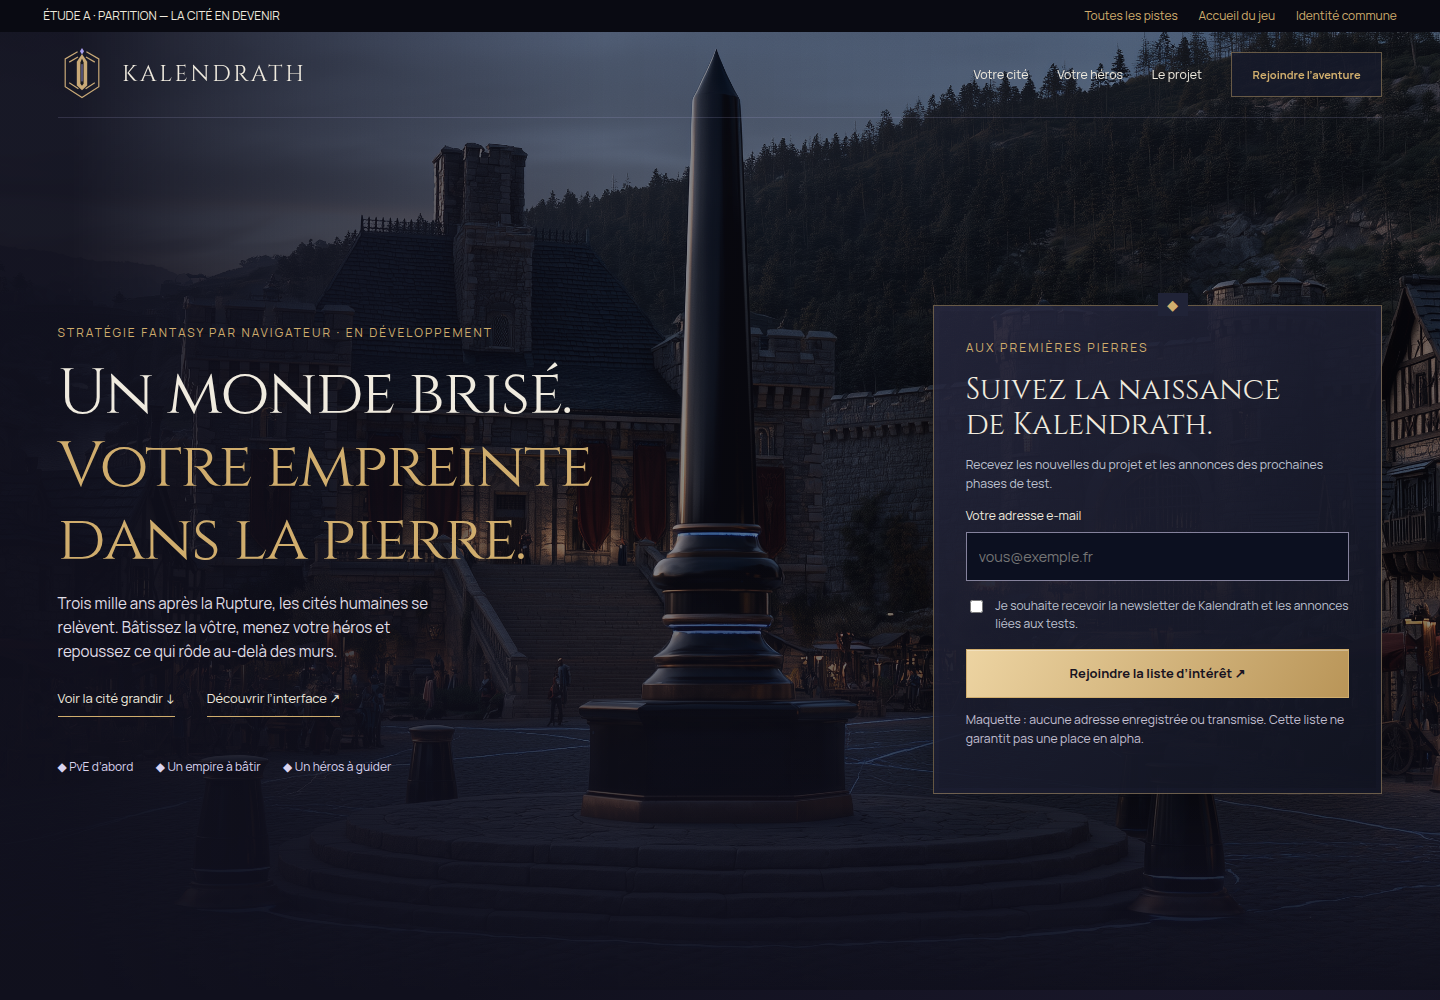 ÉTUDE A · PARTITION — LA CITÉ EN DEVENIR
Toutes les pistes Accueil du jeu Identité commune
KALENDRATH
Votre cité Votre héros Le projet Rejoindre l'aventure
STRATÉGIE FANTASY PAR NAVIGATEUR · EN DÉVELOPPEMENT
Un monde brisé.
Votre empreinte
dans la pierre.
Trois mille ans après la Rupture, les cités humaines se
relèvent. Bâtissez la vôtre, menez votre héros et
repoussez ce qui rôde au-delà des murs.
Voir la cité grandir ↓ Découvrir l'interface ↗
◆ PvE d'abord ◆ Un empire à bâtir ◆ Un héros à guider
AUX PREMIÈRES PIERRES
Suivez la naissance
de Kalendrath.
Recevez les nouvelles du projet et les annonces des prochaines
phases de test.
Votre adresse e-mail
vous@exemple.fr
Je souhaite recevoir la newsletter de Kalendrath et les annonces
liées aux tests.
Rejoindre la liste d'intérêt ↗
Maquette : aucune adresse enregistrée ou transmise. Cette liste ne
garantit pas une place en alpha.